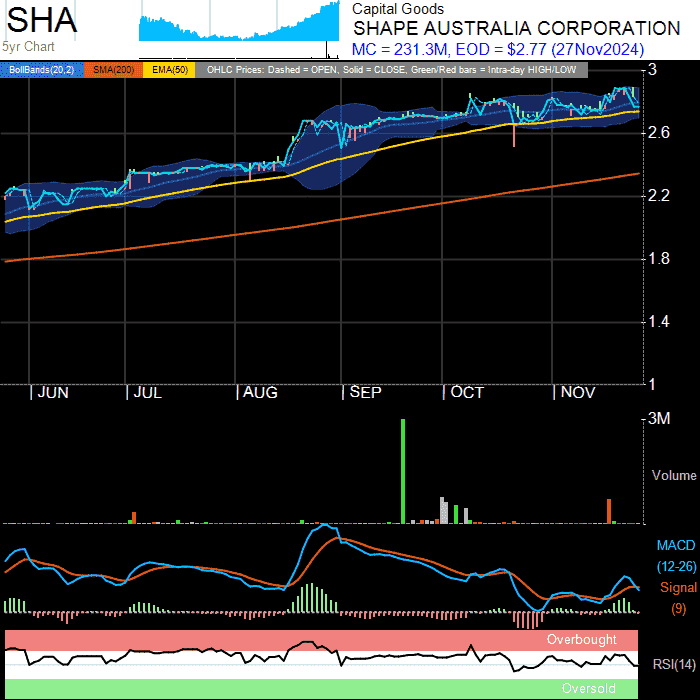 SHA
5yr Chart
Capital Goods
SHAPE AUSTRALIA CORPORATION
MC = 231.3M, EOD = $2.77 (27Nov2024)
BollBands(20,2) SMA(200) EMA(50) OHLC Prices: Dashed = OPEN, Solid = CLOSE, Green/Red bars = Intra-day HIGH/LOW
3
2.6
2.2
1.8
1.4
1
JUN JUL AUG SEP OCT NOV
3M
Volume
MACD
(12-26)
Signal
(9)
Overbought
RSI(14)
Oversold